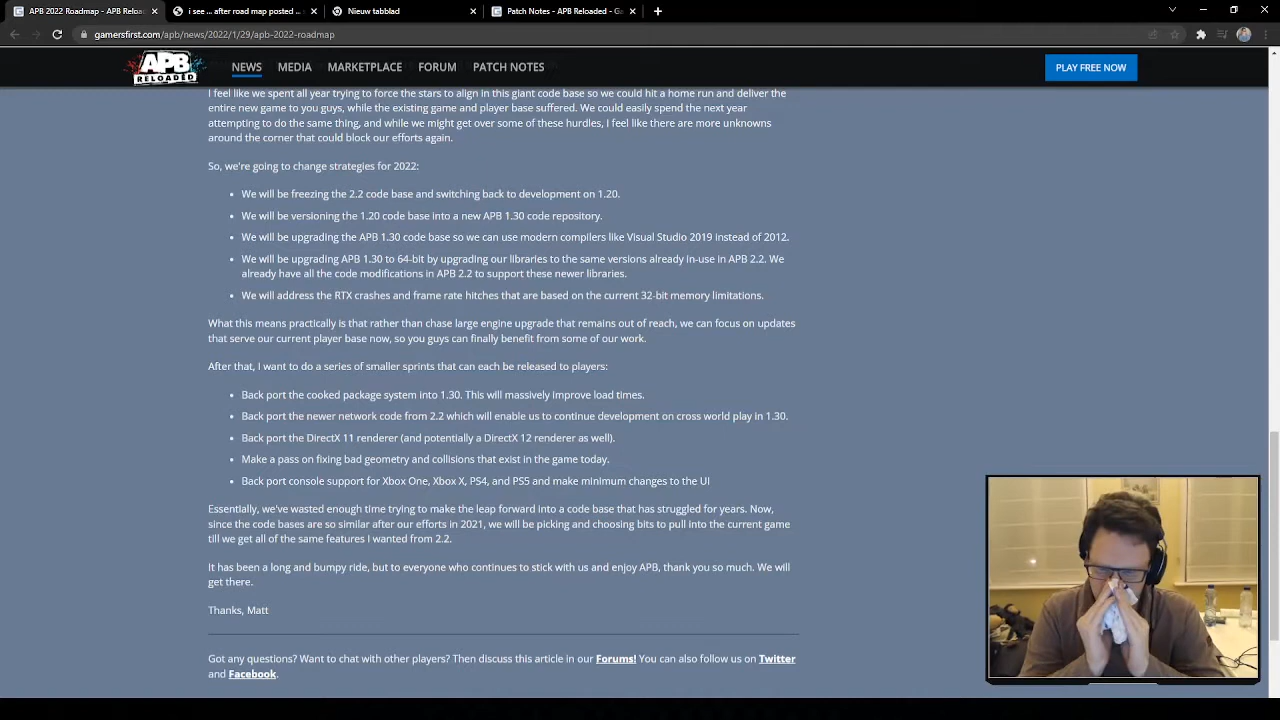 APB 2022 Roadmap - APB Reloaded -
i see ... after road map posted ...
Nieuw tabblad
Patch Notes - APB Reloaded - Ga
gamersfirst.com/apb/news/2022/1/29/apb-2022-roadmap
APB RELOADED
NEWS MEDIA MARKETPLACE FORUM PATCH NOTES
PLAY FREE NOW
I feel like we spent all year trying to force the stars to align in this giant code base so we could hit a home run and deliver the
entire new game to you guys, while the existing game and player base suffered. We could easily spend the next year
attempting to do the same thing, and while we might get over some of these hurdles, I feel like there are more unknowns
around the corner that could block our efforts again.
So, we're going to change strategies for 2022:
• We will be freezing the 2.2 code base and switching back to development on 1.20.
• We will be versioning the 1.20 code base into a new APB 1.30 code repository.
• We will be upgrading the APB 1.30 code base so we can use modern compilers like Visual Studio 2019 instead of 2012.
• We will be upgrading APB 1.30 to 64-bit by upgrading our libraries to the same versions already in-use in APB 2.2. We
already have all the code modifications in APB 2.2 to support these newer libraries.
• We will address the RTX crashes and frame rate hitches that are based on the current 32-bit memory limitations.
What this means practically is that rather than chase large engine upgrade that remains out of reach, we can focus on updates
that serve our current player base now, so you guys can finally benefit from some of our work.
After that, I want to do a series of smaller sprints that can each be released to players:
• Back port the cooked package system into 1.30. This will massively improve load times.
• Back port the newer network code from 2.2 which will enable us to continue development on cross world play in 1.30.
• Back port the DirectX 11 renderer (and potentially a DirectX 12 renderer as well).
• Make a pass on fixing bad geometry and collisions that exist in the game today.
• Back port console support for Xbox One, Xbox X, PS4, and PS5 and make minimum changes to the UI
Essentially, we've wasted enough time trying to make the leap forward into a code base that has struggled for years. Now,
since the code bases are so similar after our efforts in 2021, we will be picking and choosing bits to pull into the current game
till we get all of the same features I wanted from 2.2.
It has been a long and bumpy ride, but to everyone who continues to stick with us and enjoy APB, thank you so much. We will
get there.
Thanks, Matt
Got any questions? Want to chat with other players? Then discuss this article in our Forums! You can also follow us on Twitter
and Facebook.